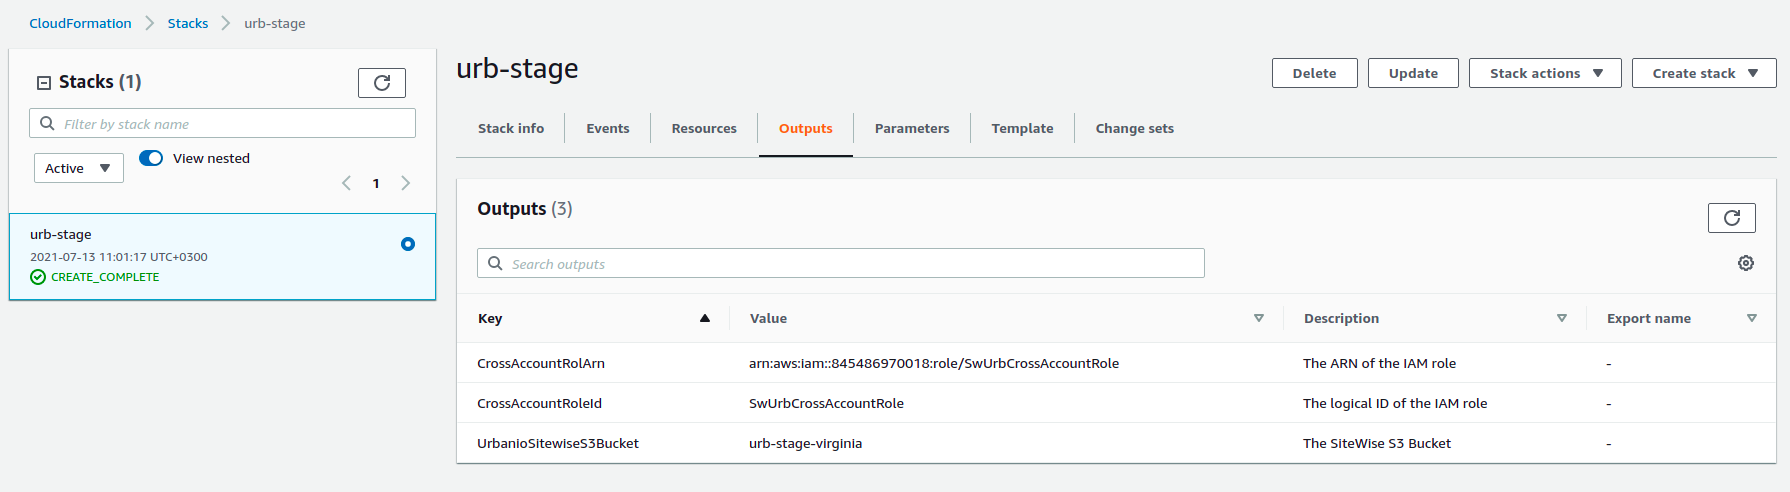 CloudFormation > Stacks > urb-stage
Stacks (1)
Filter by stack name
Active
View nested
1
urb-stage
2021-07-13 11:01:17 UTC+0300
CREATE_COMPLETE
urb-stage
Delete Update Stack actions Create stack
Stack info Events Resources Outputs Parameters Template Change sets
Outputs (3)
Search outputs
Key Value Description Export name
CrossAccountRolArn arn:aws:iam::845486970018:role/SwUrbCrossAccountRole The ARN of the IAM role -
CrossAccountRoleId SwUrbCrossAccountRole The logical ID of the IAM role -
UrbanioSitewiseS3Bucket urb-stage-virginia The SiteWise S3 Bucket -